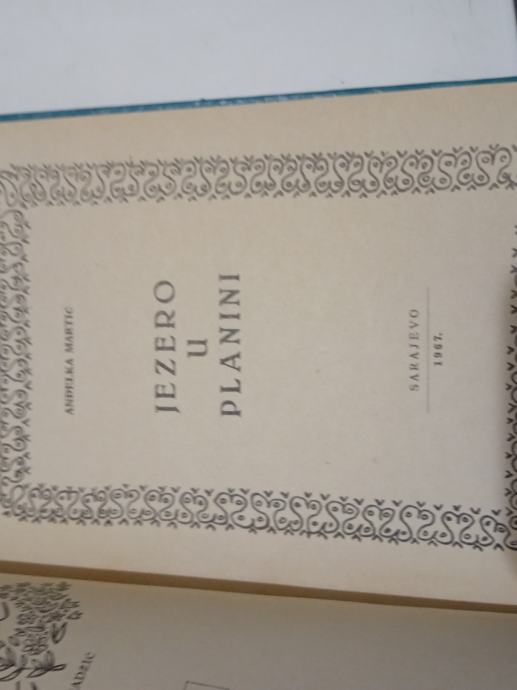 ANĐELKA MARTIĆ
JEZERO
U
PLANINI
SARAJEVO
1967.